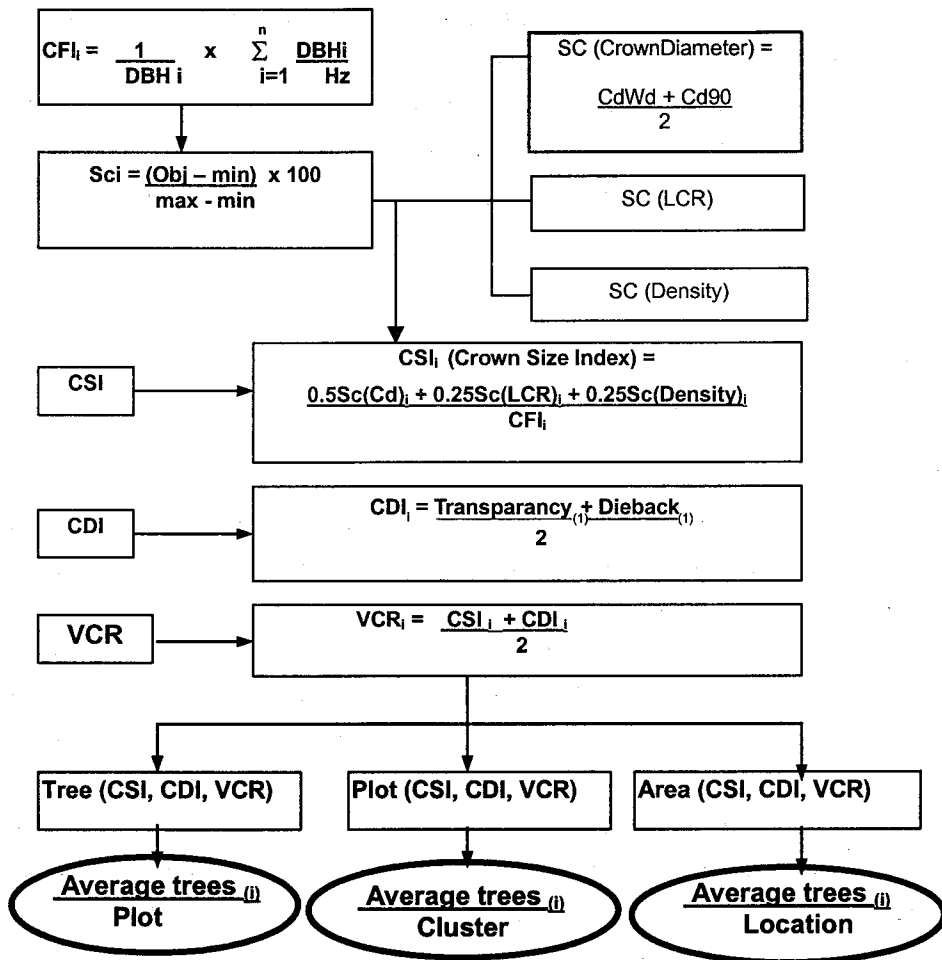 CFIi = 1 x n Σ i=1 DBHi
DBH i Hz
SC (CrownDiameter) =
CdWd + Cd90
2
Sci = (Obj – min) x 100
max - min
SC (LCR)
SC (Density)
CSIi (Crown Size Index) =
CSI
0.5Sc(Cd)i + 0.25Sc(LCR)i + 0.25Sc(Density)i
CFIi
CDI
CDIi = Transparancy(1) + Dieback(1)
2
VCR
VCRi = CSI i + CDI i
2
Tree (CSI, CDI, VCR)
Plot (CSI, CDI, VCR)
Area (CSI, CDI, VCR)
Average trees (i)
Plot
Average trees (i)
Cluster
Average trees (i)
Location